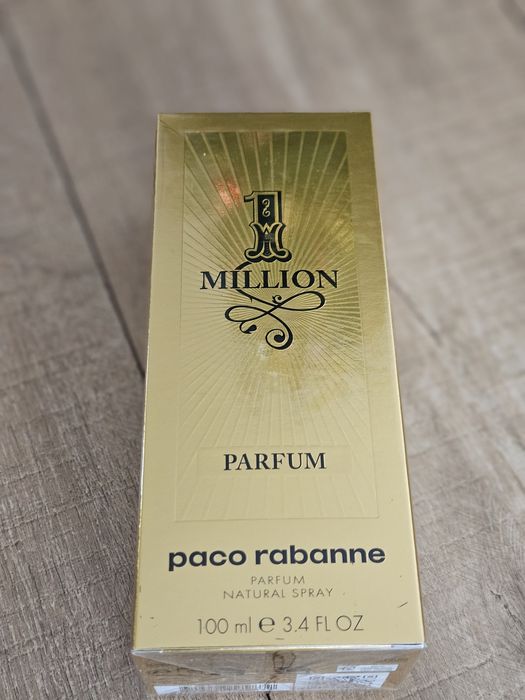 1
MILLION
PARFUM
paco rabanne
PARFUM
NATURAL SPRAY
100 ml e 3.4 FL OZ